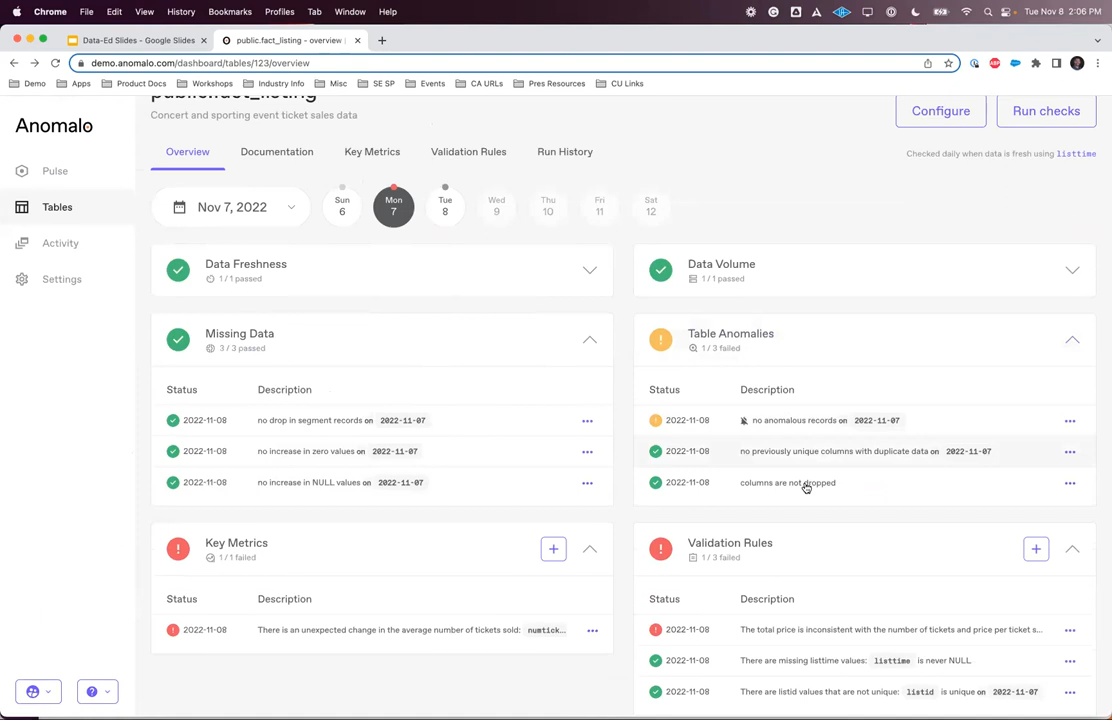 Chrome File Edit View History Bookmarks Profiles Tab Window Help Tue Nov 8 2:06 PM
Data-Ed Slides - Google Slides public.fact_listing - overview |
demo.anomalo.com/dashboard/tables/123/overview
Demo Apps Product Docs Workshops Industry Info Misc SE SP Events CA URLs Pres Resources CU Links
public.fact_listing
Concert and sporting event ticket sales data
Configure Run checks
Anomalo
Overview Documentation Key Metrics Validation Rules Run History
Checked daily when data is fresh using listtime
Pulse
Tables
Activity
Settings
Nov 7, 2022
Sun 6
Mon 7
Tue 8
Wed 9
Thu 10
Fri 11
Sat 12
Data Freshness
1 / 1 passed
Data Volume
1 / 1 passed
Missing Data
3 / 3 passed
Status Description
2022-11-08 no drop in segment records on 2022-11-07
2022-11-08 no increase in zero values on 2022-11-07
2022-11-08 no increase in NULL values on 2022-11-07
Table Anomalies
1 / 3 failed
Status Description
2022-11-08 no anomalous records on 2022-11-07
2022-11-08 no previously unique columns with duplicate data on 2022-11-07
2022-11-08 columns are not dropped
Key Metrics
1 / 1 failed
Status Description
2022-11-08 There is an unexpected change in the average number of tickets sold: numtick...
Validation Rules
1 / 3 failed
Status Description
2022-11-08 The total price is inconsistent with the number of tickets and price per ticket s...
2022-11-08 There are missing listtime values: listtime is never NULL
2022-11-08 There are listid values that are not unique: listid is unique on 2022-11-07